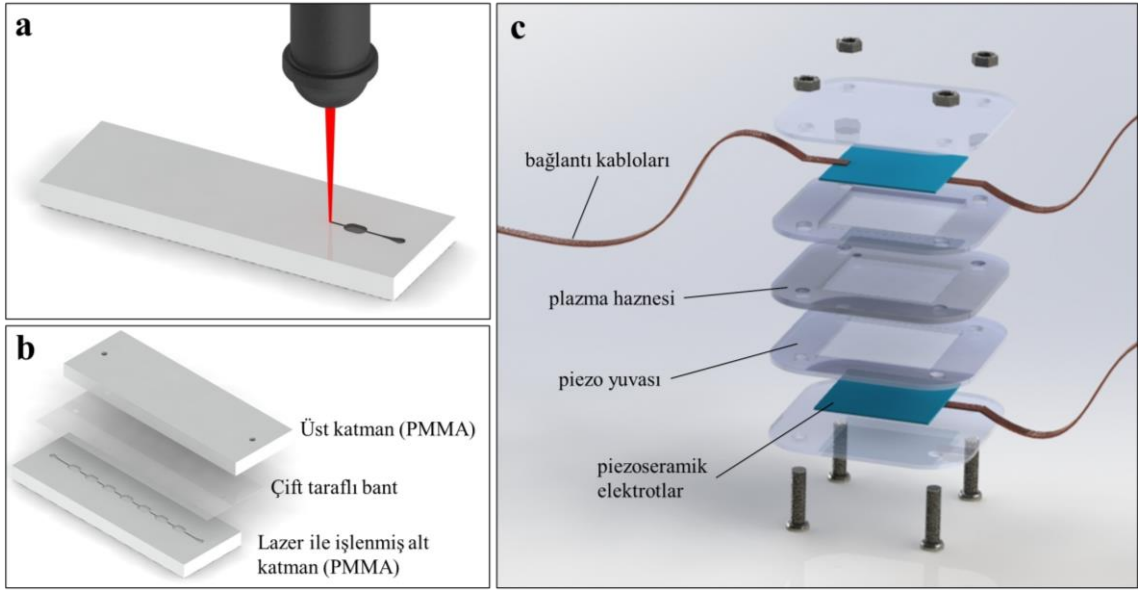 a
b
Üst katman (PMMA)
Çift taraflı bant
Lazer ile işlenmiş alt
katman (PMMA)
c
bağlantı kabloları
plazma haznesi
piezo yuvası
piezoseramik
elektrotlar